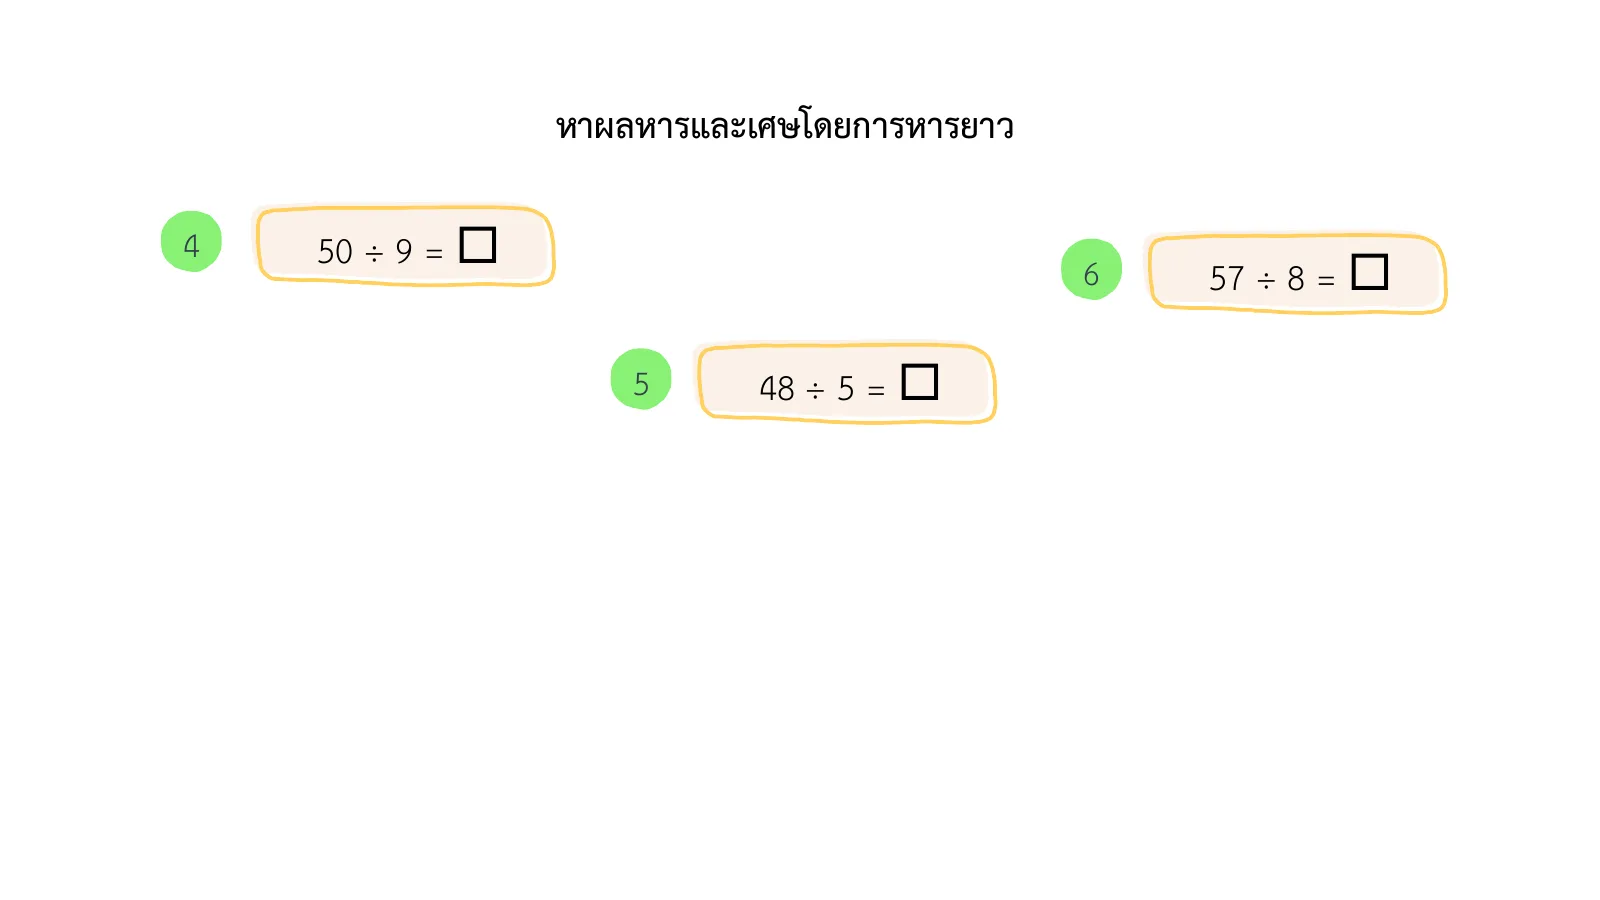 หาผลหารและเศษโดยการหารยาว
4
50 ÷ 9 = □
5
48 ÷ 5 = □
6
57 ÷ 8 = □